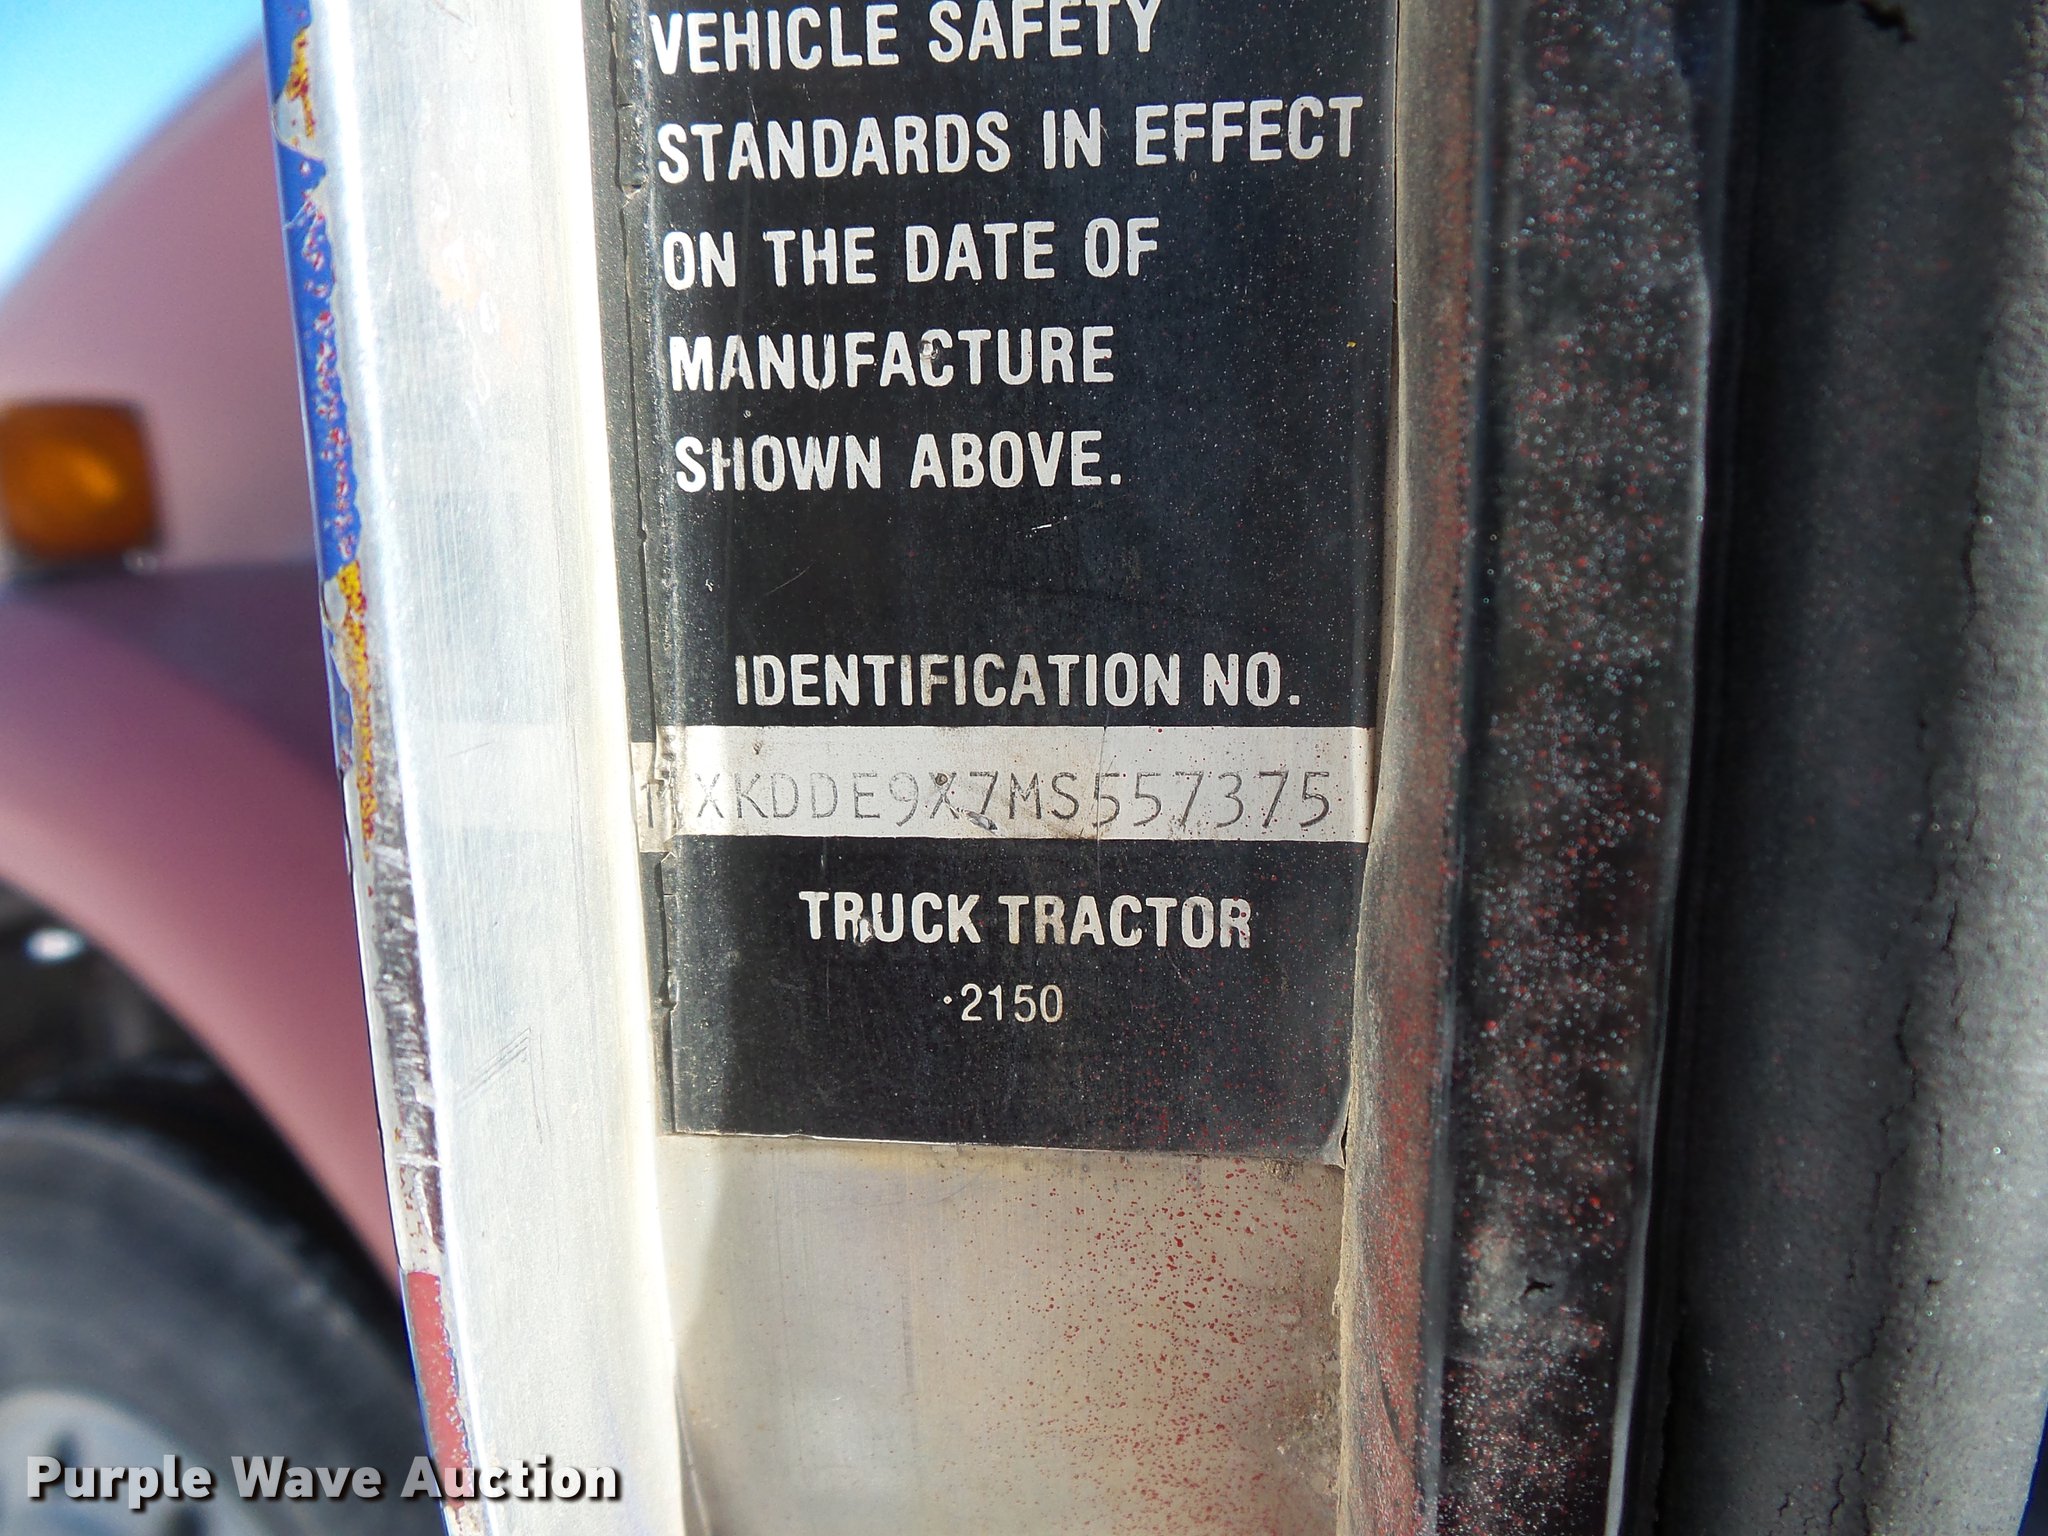 VEHICLE SAFETY
STANDARDS IN EFFECT
ON THE DATE OF
MANUFACTURE
SHOWN ABOVE.
IDENTIFICATION NO.
1XKDDE9X7MS557375
TRUCK TRACTOR
2150
Purple Wave Auction